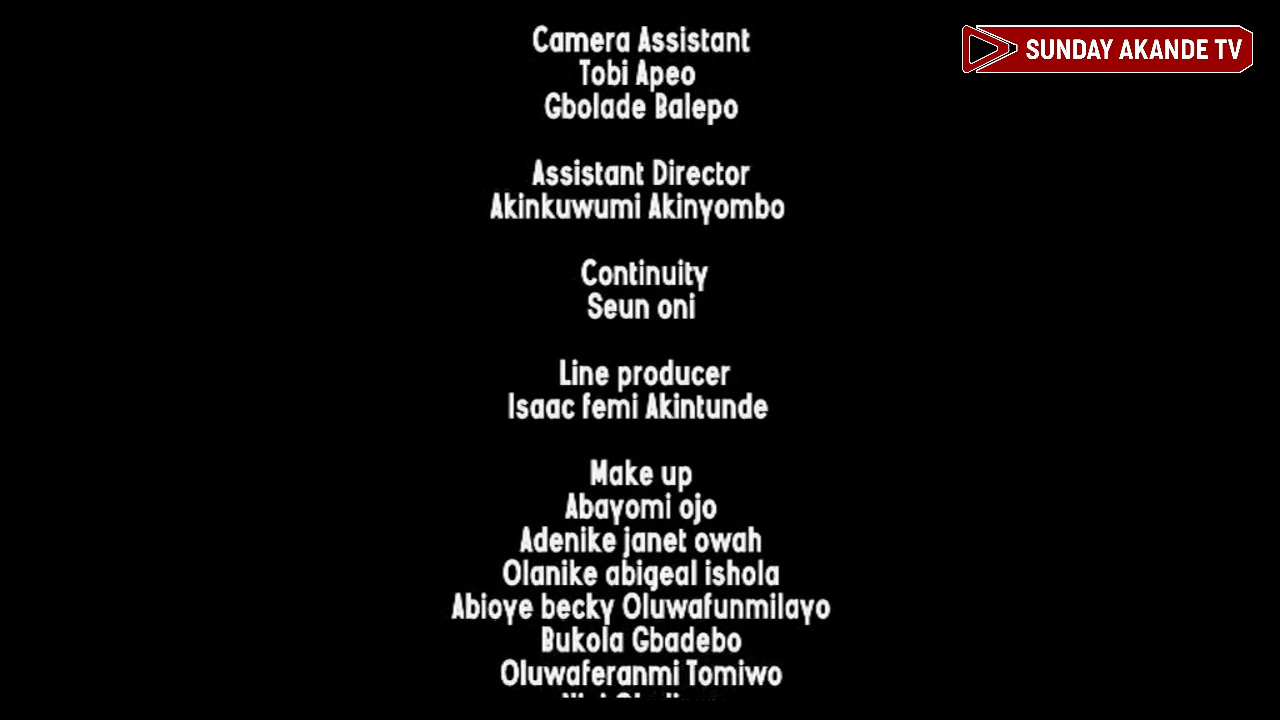 SUNDAY AKANDE TV
Camera Assistant
Tobi Apeo
Gbolade Balepo
Assistant Director
Akinkuwumi Akinyombo
Continuity
Seun oni
Line producer
Isaac femi Akintunde
Make up
Abayomi ojo
Adenike janet owah
Olanike abigeal ishola
Abioye becky Oluwafunmilayo
Bukola Gbadebo
Oluwaferanmi Tomiwo